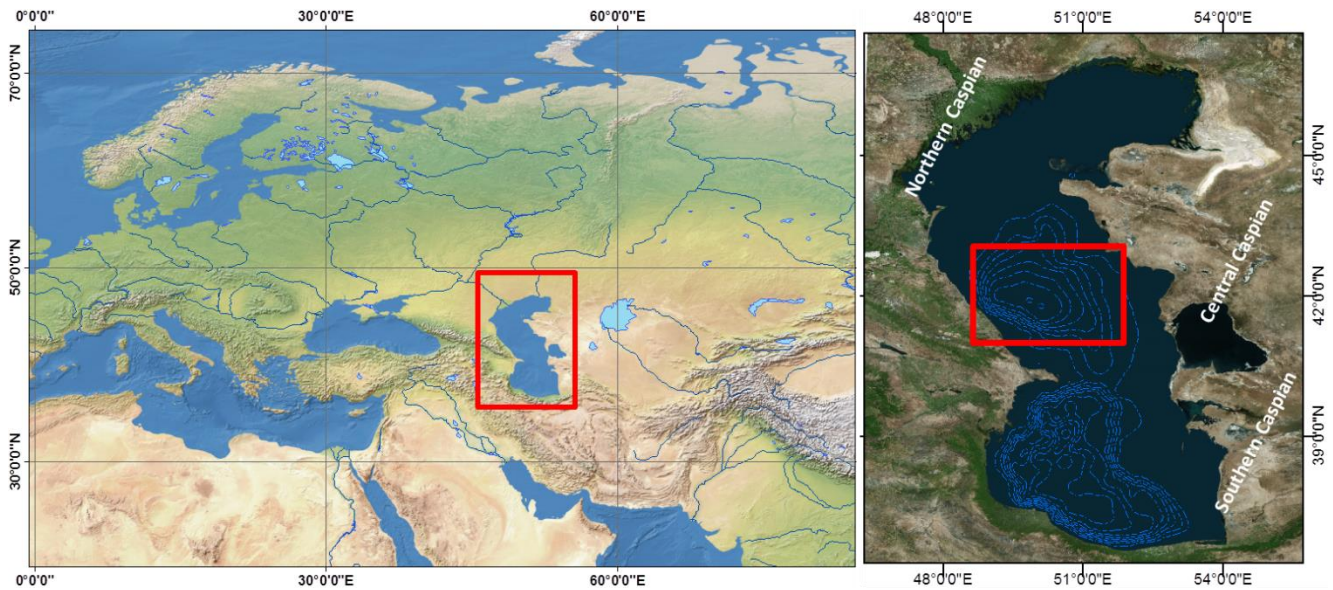 0°0'0" 30°0'0"E 60°0'0"E
48°0'0"E 51°0'0"E 54°0'0"E
70°0'0"N
50°0'0"N
30°0'0"N
Northern Caspian
Central Caspian
Southern Caspian
45°0'0"N
42°0'0"N
39°0'0"N
0°0'0" 30°0'0"E 60°0'0"E
48°0'0"E 51°0'0"E 54°0'0"E